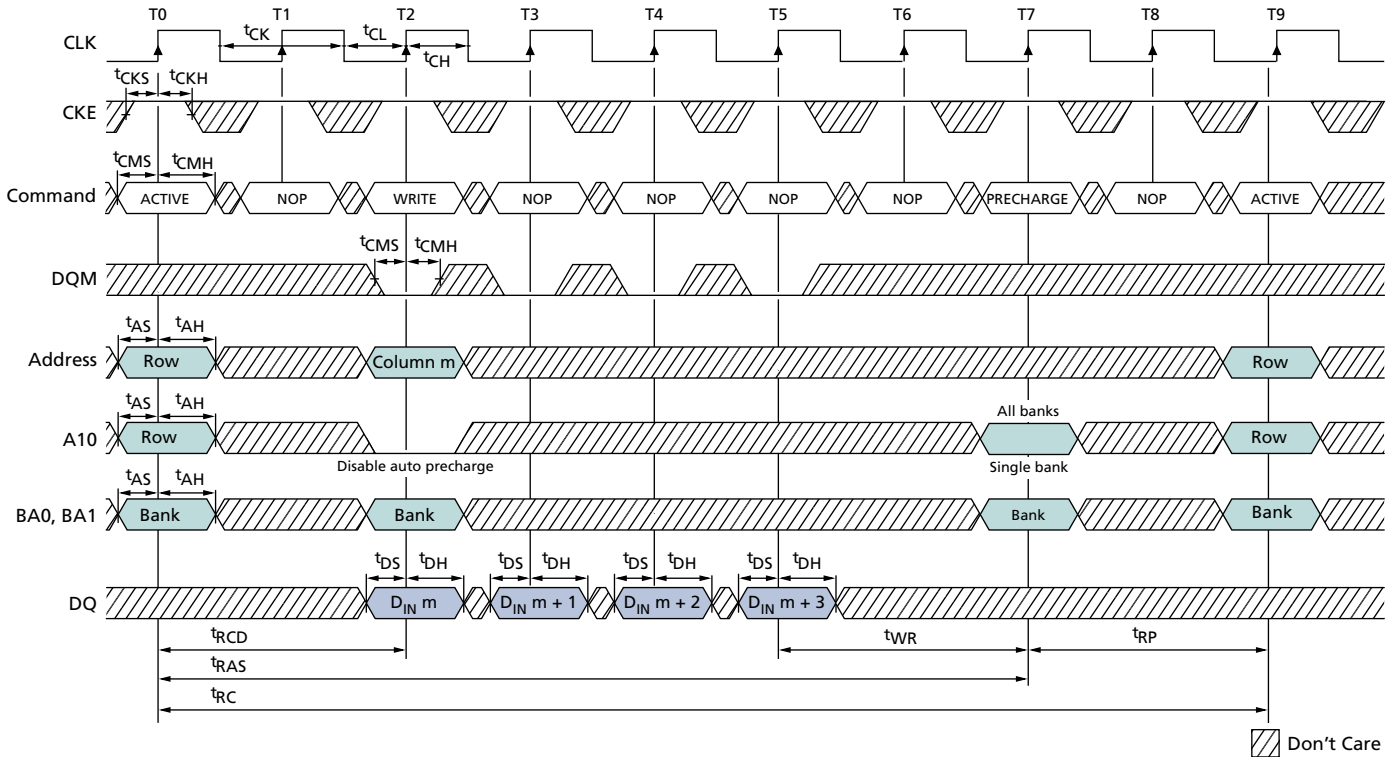 T0 T1 T2 T3 T4 T5 T6 T7 T8 T9
CLK tCK tCL tCH
tCKS tCKH
CKE
tCMS tCMH
Command ACTIVE NOP WRITE NOP NOP NOP NOP PRECHARGE NOP ACTIVE
tCMS tCMH
DQM
tAS tAH
Address Row Column m Row
tAS tAH All banks
A10 Row Row
Disable auto precharge Single bank
tAS tAH
BA0, BA1 Bank Bank Bank Bank
tDS tDH tDS tDH tDS tDH tDS tDH
DQ DIN m DIN m + 1 DIN m + 2 DIN m + 3
tRCD tWR tRP
tRAS
tRC
Don't Care